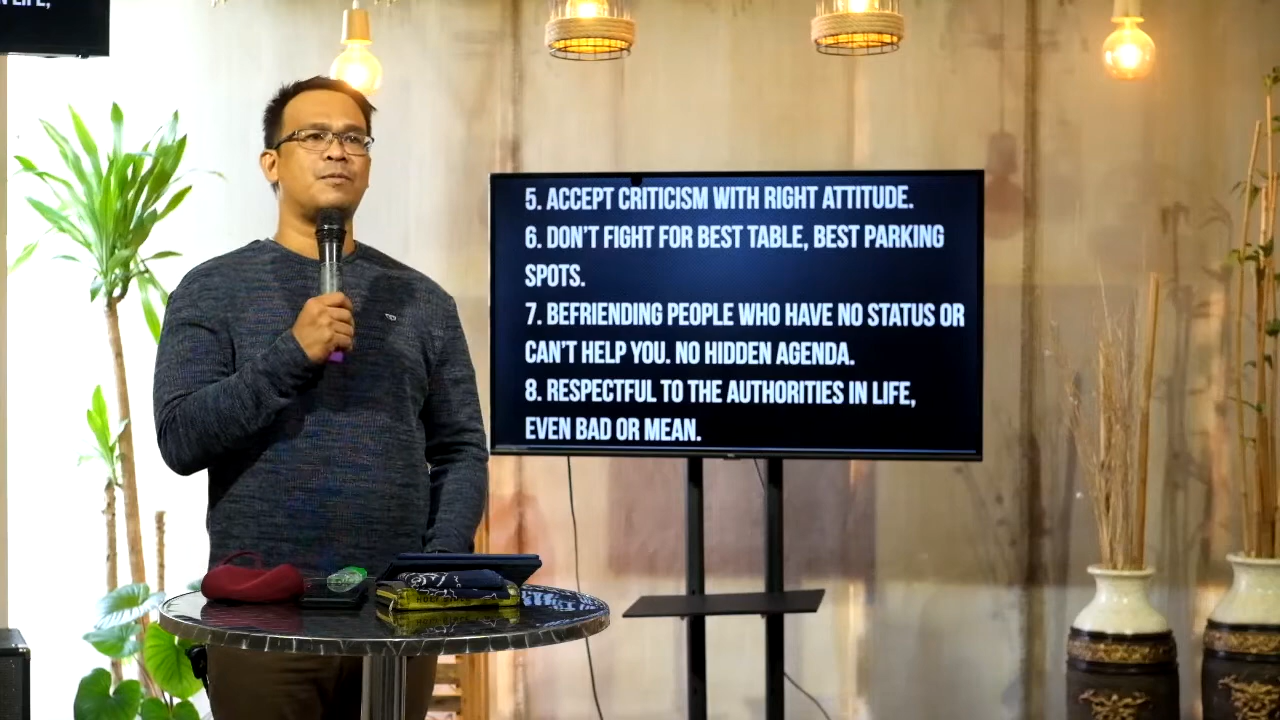 LIFE,
5. ACCEPT CRITICISM WITH RIGHT ATTITUDE.
6. DON'T FIGHT FOR BEST TABLE, BEST PARKING
SPOTS.
7. BEFRIENDING PEOPLE WHO HAVE NO STATUS OR
CAN'T HELP YOU. NO HIDDEN AGENDA.
8. RESPECTFUL TO THE AUTHORITIES IN LIFE,
EVEN BAD OR MEAN.